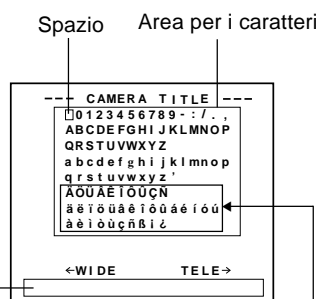 Spazio Area per i caratteri
--- CAMERA TITLE ---
□0123456789-:/.,
ABCDEFGHIJKLMNOP
QRSTUVWXYZ
abcdefghijklmnop
qrstuvwxyz'
ÄÖÜÂÊÎÔÛÇÑ
äëïöüâêîôûáéíóú
àèìòùçñßi¿
←WIDE TELE→